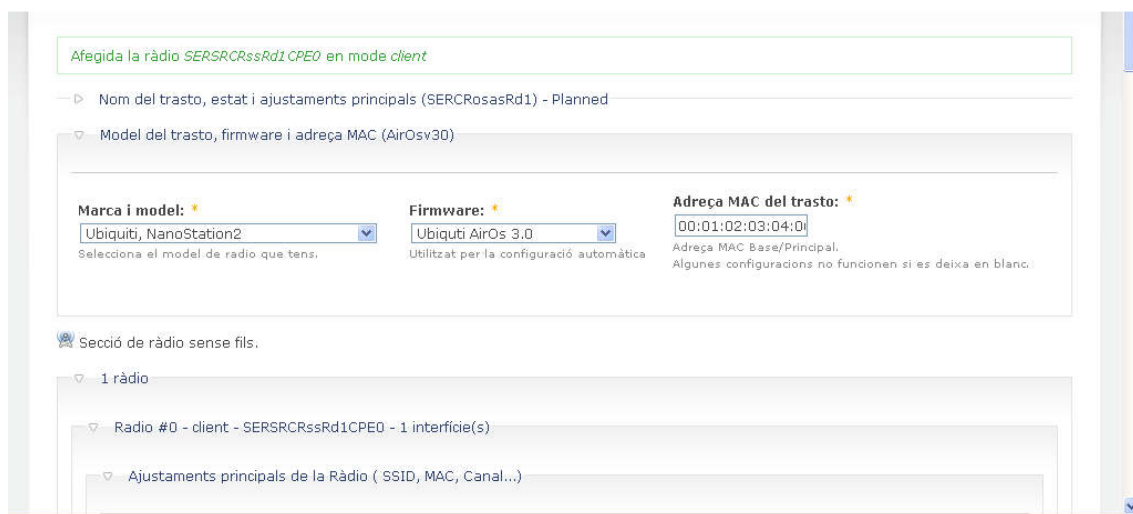 Afegida la ràdio SERSRCRssRd1CPE0 en mode client
Nom del trasto, estat i ajustaments principals (SERCRosasRd1) - Planned
Model del trasto, firmware i adreça MAC (AirOsv30)
Marca i model: *
Ubiquiti, NanoStation2
Selecciona el model de radio que tens.
Firmware: *
Ubiquti AirOs 3.0
Utilitzat per la configuració automàtica
Adreça MAC del trasto: *
00:01:02:03:04:0
Adreça MAC Base/Principal.
Algunes configuracions no funcionen si es deixa en blanc.
Secció de ràdio sense fils.
1 ràdio
Radio #0 - client - SERSRCRssRd1CPE0 - 1 interfície(s)
Ajustaments principals de la Ràdio ( SSID, MAC, Canal...)